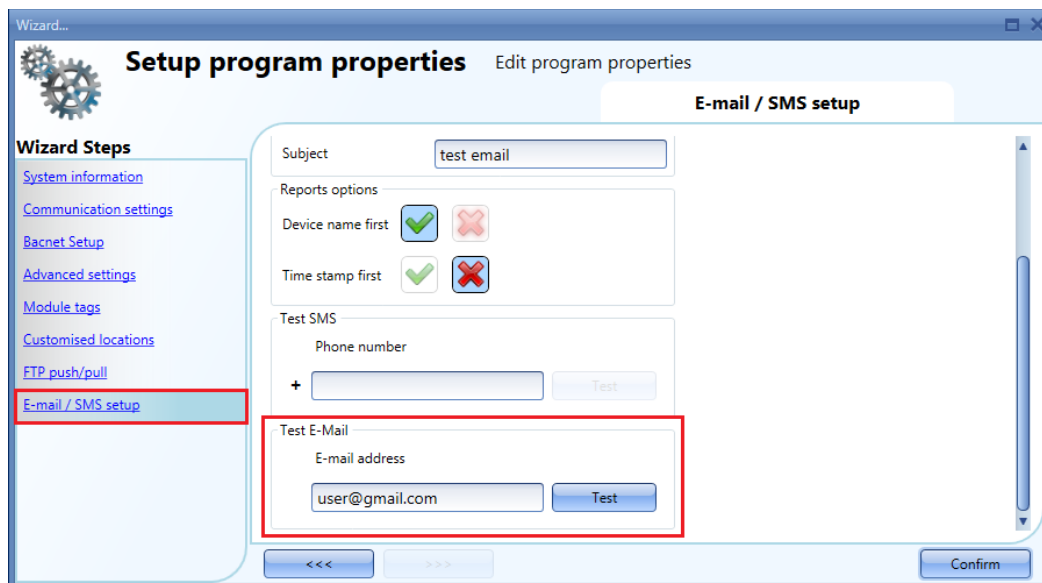 Wizard...
Setup program properties Edit program properties
E-mail / SMS setup
Wizard Steps
System information
Communication settings
Bacnet Setup
Advanced settings
Module tags
Customised locations
FTP push/pull
E-mail / SMS setup
Subject test email
Reports options
Device name first
Time stamp first
Test SMS
Phone number
+ Test
Test E-Mail
E-mail address
user@gmail.com Test
<<< >>> Confirm